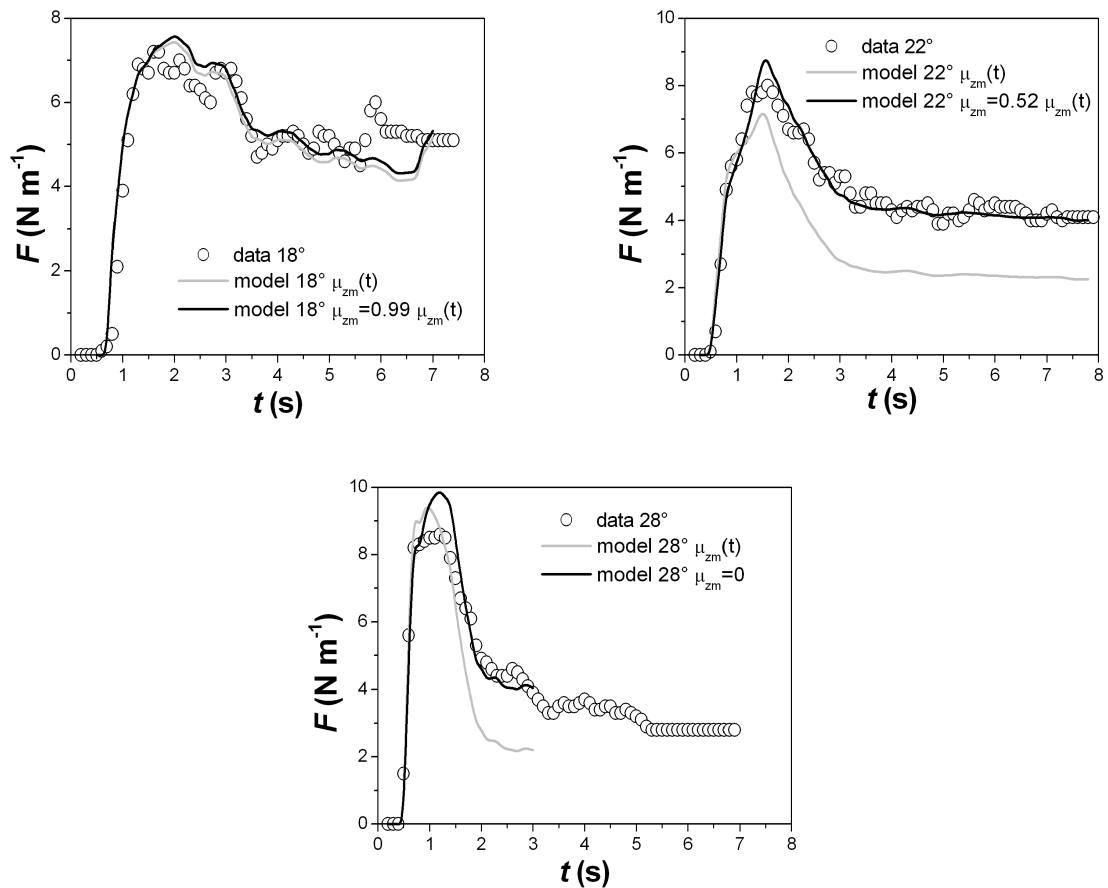 8
6
4
2
0
0 1 2 3 4 5 6 7 8
F (N m-1)
t (s)
data 18°
model 18° μzm(t)
model 18° μzm=0.99 μzm(t)
10
8
6
4
2
0
0 1 2 3 4 5 6 7 8
F (N m-1)
t (s)
data 22°
model 22° μzm(t)
model 22° μzm=0.52 μzm(t)
10
8
6
4
2
0
0 1 2 3 4 5 6 7 8
F (N m-1)
t (s)
data 28°
model 28° μzm(t)
model 28° μzm=0